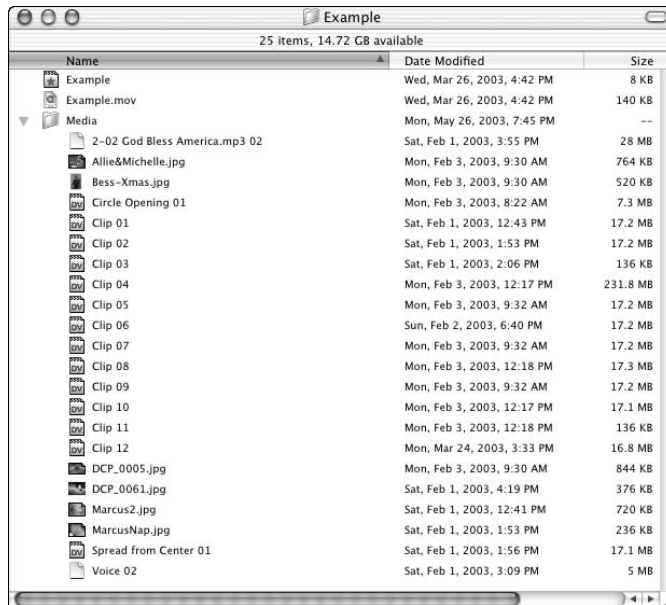 Example
25 items, 14.72 GB available
Name Date Modified Size
Example Wed, Mar 26, 2003, 4:42 PM 8 KB
Example.mov Wed, Mar 26, 2003, 4:42 PM 140 KB
Media Mon, May 26, 2003, 7:45 PM --
2-02 God Bless America.mp3 02 Sat, Feb 1, 2003, 3:55 PM 28 MB
Allie&Michelle.jpg Mon, Feb 3, 2003, 9:30 AM 764 KB
Bess-Xmas.jpg Mon, Feb 3, 2003, 9:30 AM 520 KB
DV Circle Opening 01 Mon, Feb 3, 2003, 8:22 AM 7.3 MB
DV Clip 01 Sat, Feb 1, 2003, 12:43 PM 17.2 MB
DV Clip 02 Sat, Feb 1, 2003, 1:53 PM 17.2 MB
DV Clip 03 Sat, Feb 1, 2003, 2:06 PM 136 KB
DV Clip 04 Mon, Feb 3, 2003, 12:17 PM 231.8 MB
DV Clip 05 Mon, Feb 3, 2003, 9:32 AM 17.2 MB
DV Clip 06 Sun, Feb 2, 2003, 6:40 PM 17.2 MB
DV Clip 07 Mon, Feb 3, 2003, 9:32 AM 17.2 MB
DV Clip 08 Mon, Feb 3, 2003, 12:18 PM 17.3 MB
DV Clip 09 Mon, Feb 3, 2003, 9:32 AM 17.2 MB
DV Clip 10 Mon, Feb 3, 2003, 12:17 PM 17.1 MB
DV Clip 11 Mon, Feb 3, 2003, 12:18 PM 136 KB
DV Clip 12 Mon, Mar 24, 2003, 3:33 PM 16.8 MB
DCP_0005.jpg Mon, Feb 3, 2003, 9:30 AM 844 KB
DCP_0061.jpg Sat, Feb 1, 2003, 4:19 PM 376 KB
Marcus2.jpg Sat, Feb 1, 2003, 12:41 PM 720 KB
MarcusNap.jpg Sat, Feb 1, 2003, 1:53 PM 236 KB
DV Spread from Center 01 Sat, Feb 1, 2003, 1:56 PM 17.1 MB
Voice 02 Sat, Feb 1, 2003, 3:09 PM 5 MB